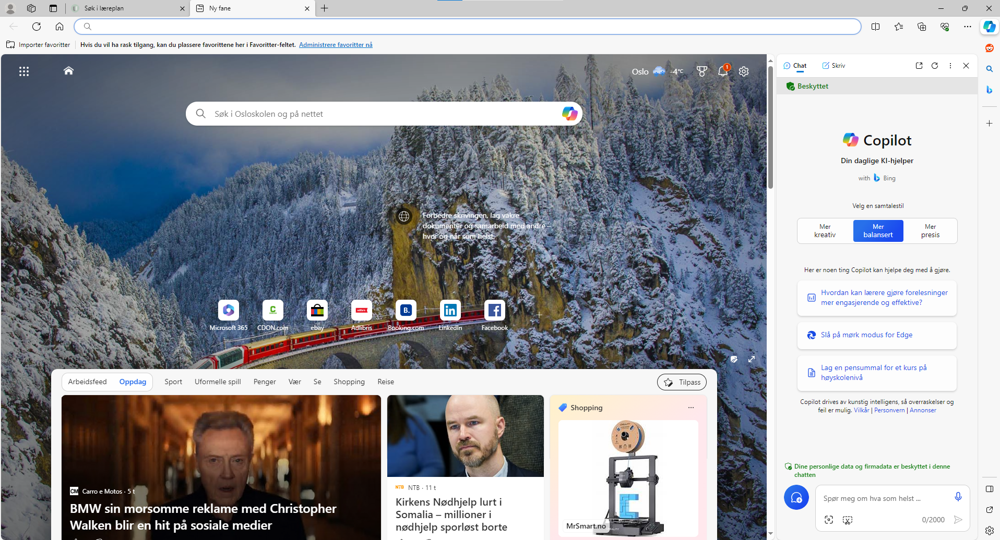 Søk i læreplan
Ny fane
Importer favoritter
Hvis du vil ha rask tilgang, kan du plassere favorittene her i Favoritter-feltet. Administrere favoritter nå
Oslo -4°C
1
Søk i Osloskolen og på nettet
Forbedre skrivingen, lag vakre
dokumenter og samarbeid med andre –
hvor og når som helst.
Microsoft 365
CDON.com
ebay
Adlibris
Booking.com
LinkedIn
Facebook
Arbeidsfeed Oppdag Sport Uformelle spill Penger Vær Se Shopping Reise
Tilpass
CM Carro e Motos · 5 t
BMW sin morsomme reklame med Christopher
Walken blir en hit på sosiale medier
NTB NTB · 11 t
Kirkens Nødhjelp lurt i
Somalia – millioner i
nødhjelp sporløst borte
Shopping
MrSmart.no
Chat
Skriv
Beskyttet
Copilot
Din daglige KI-hjelper
with Bing
Velg en samtalestil
Mer
kreativ
Mer
balansert
Mer
presis
Her er noen ting Copilot kan hjelpe deg med å gjøre.
Hvordan kan lærere gjøre forelesninger
mer engasjerende og effektive?
Slå på mørk modus for Edge
Lag en pensummal for et kurs på
høyskolenivå
Copilot drives av kunstig intelligens, så overraskelser og
feil er mulig. Vilkår | Personvern | Annonser
Dine personlige data og firmadata er beskyttet i denne
chatten
Spør meg om hva som helst ...
0/2000